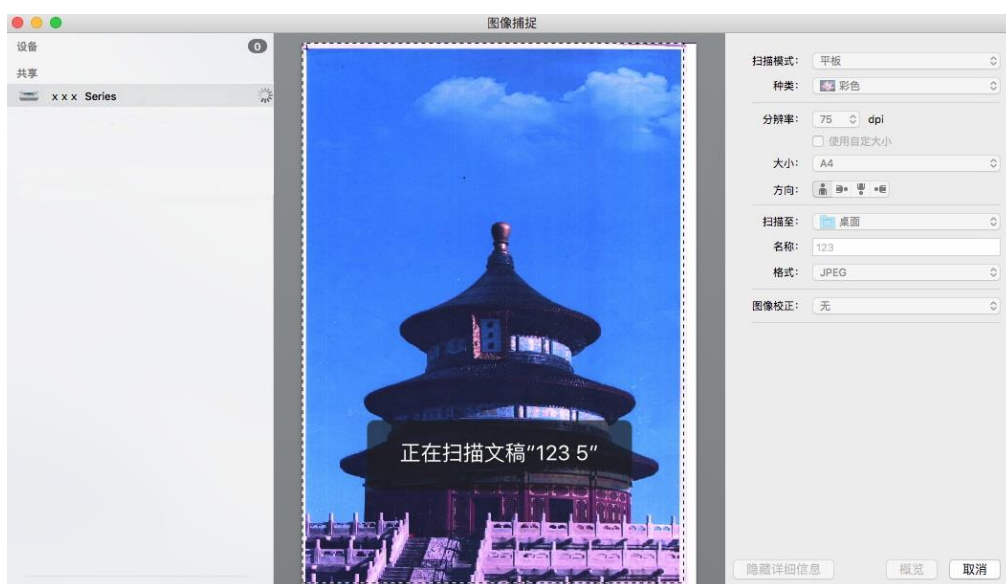 图像捕捉
设备
0
共享
x x x Series
扫描模式： 平板
种类： 彩色
分辨率： 75 dpi
使用自定大小
大小： A4
方向：
扫描至： 桌面
名称： 123
格式： JPEG
图像校正： 无
正在扫描文稿“123 5”
隐藏详细信息
概览
取消